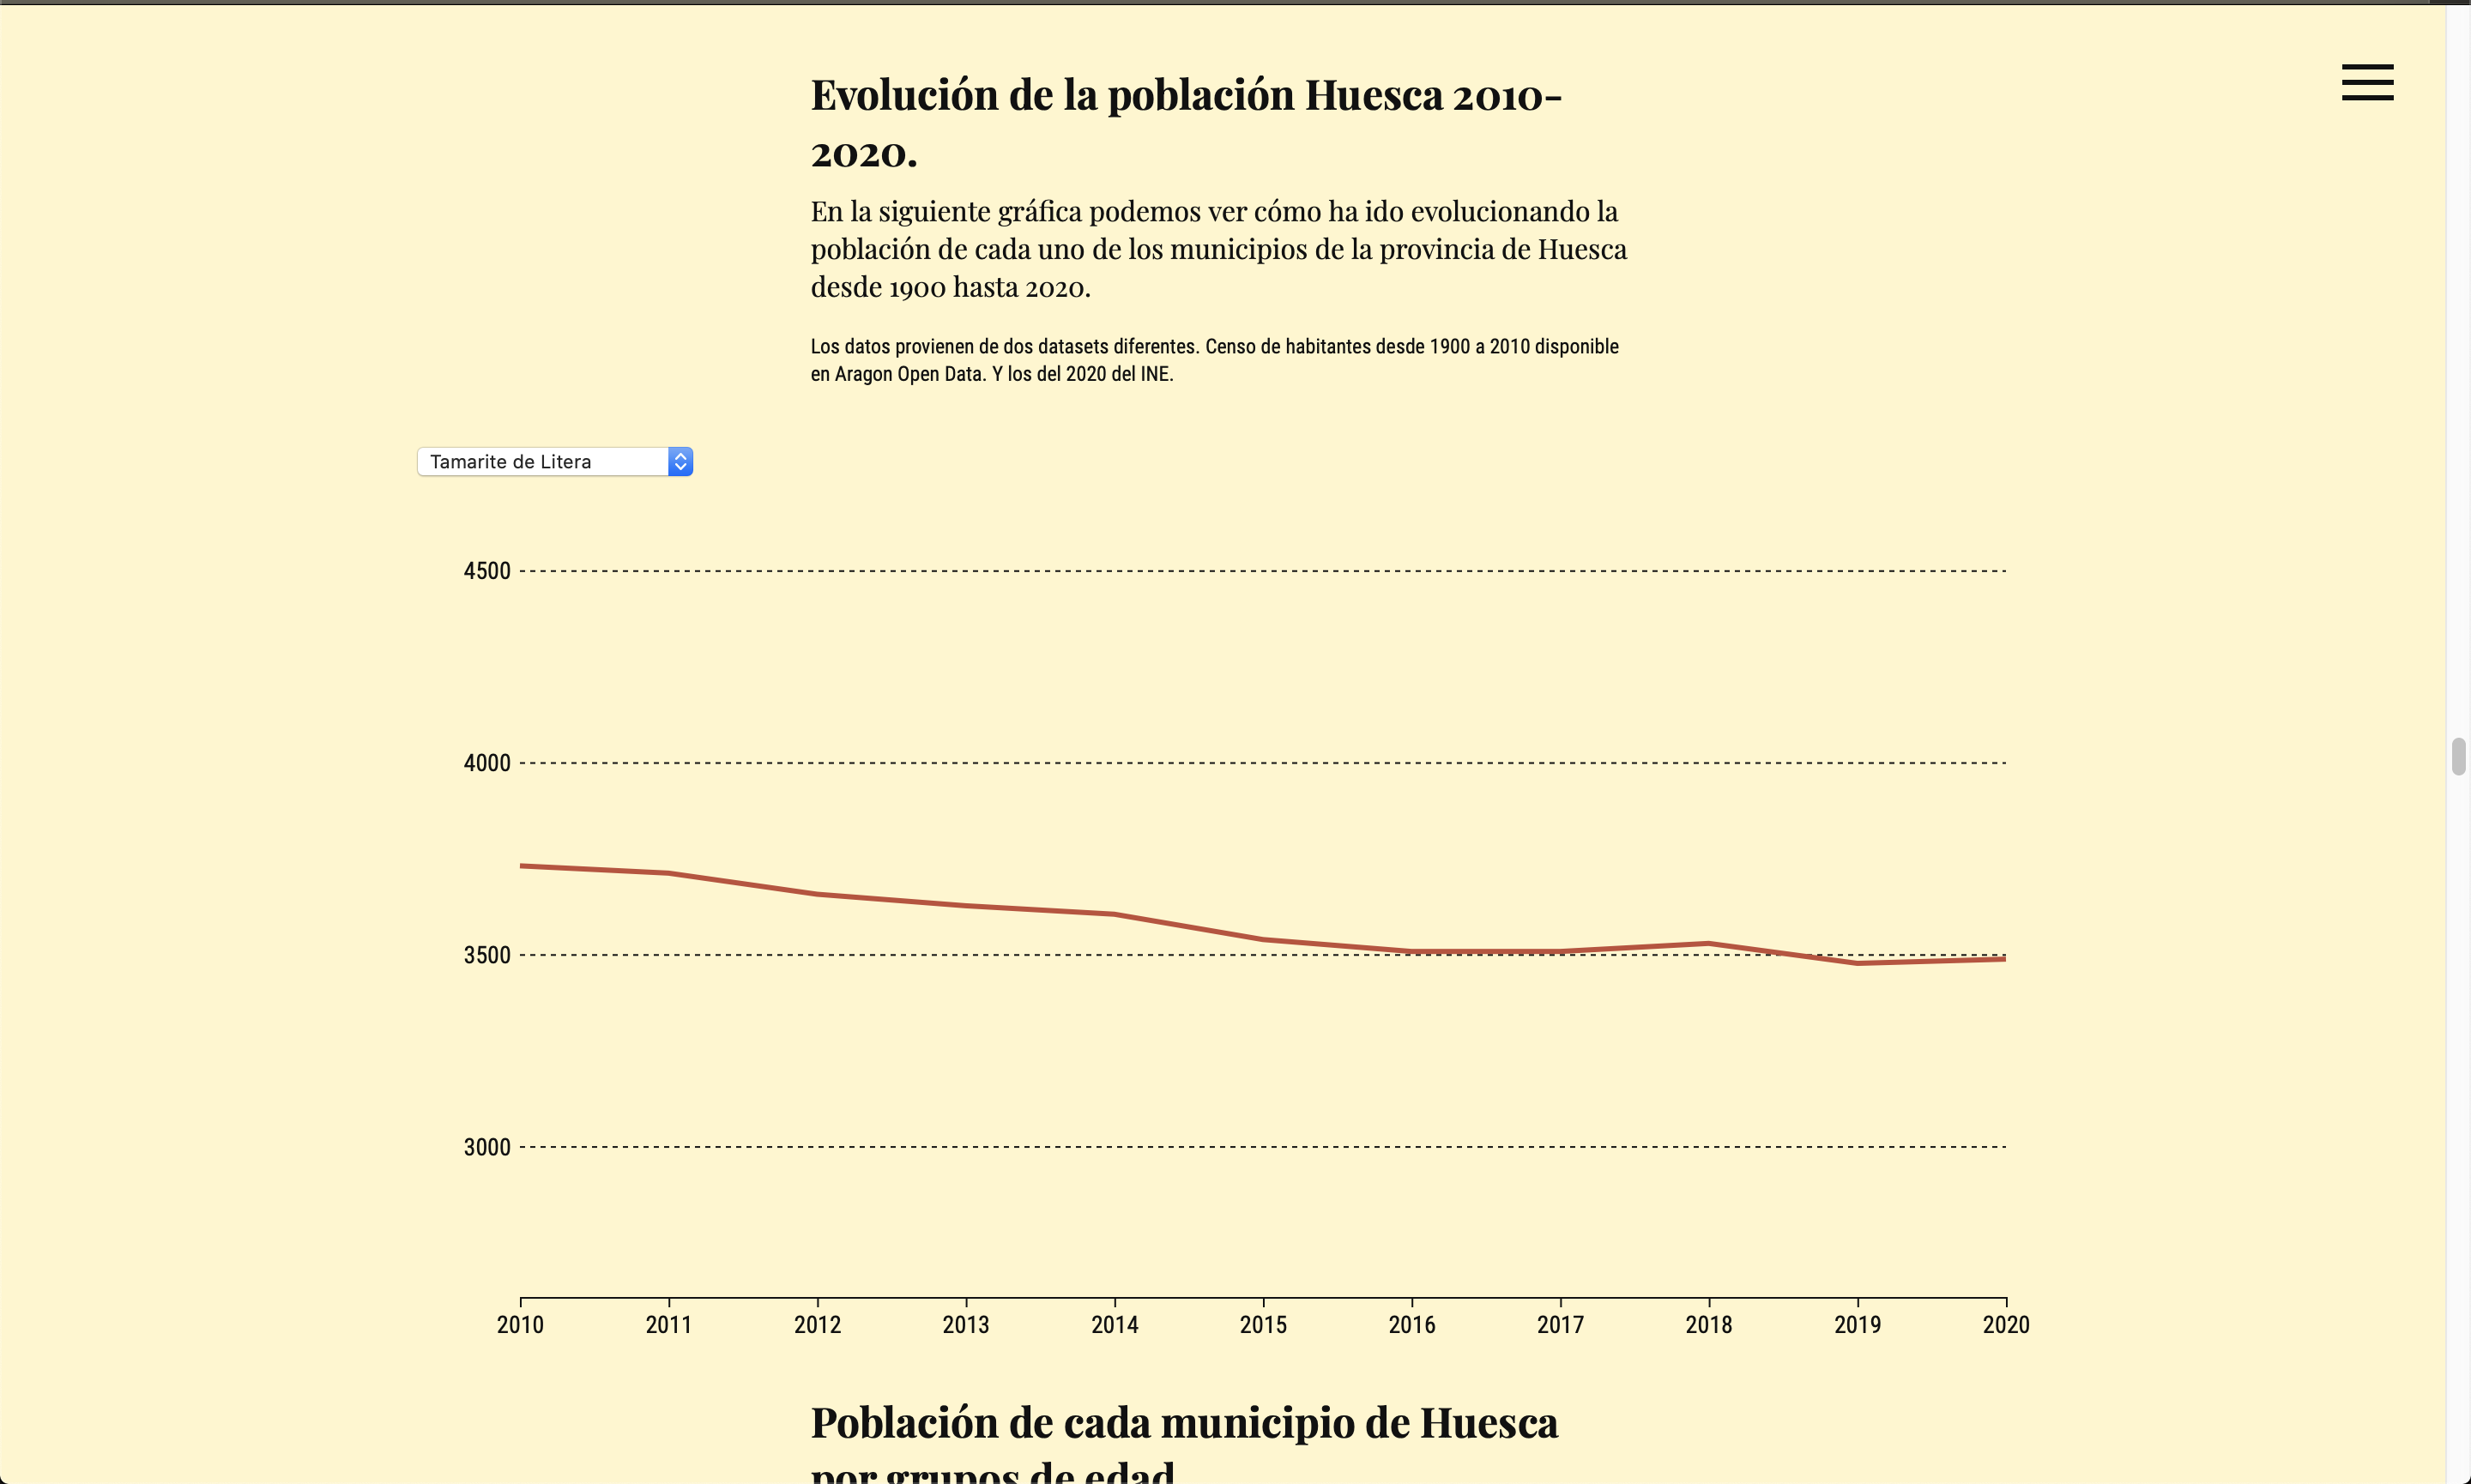 Evolución de la población Huesca 2010-
2020.
En la siguiente gráfica podemos ver cómo ha ido evolucionando la
población de cada uno de los municipios de la provincia de Huesca
desde 1900 hasta 2020.
Los datos provienen de dos datasets diferentes. Censo de habitantes desde 1900 a 2010 disponible
en Aragon Open Data. Y los del 2020 del INE.
Tamarite de Litera
4500
4000
3500
3000
2010 2011 2012 2013 2014 2015 2016 2017 2018 2019 2020
Población de cada municipio de Huesca
por grupos de edad